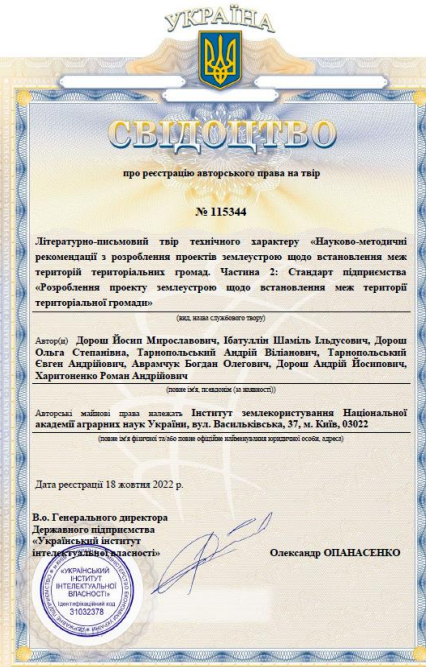 УКРАЇНА
СВІДОЦТВО
про реєстрацію авторського права на твір
№ 115344
Літературно-письмовий твір технічного характеру «Науково-методичні
рекомендації з розроблення проектів землеустрою щодо встановлення меж
територій територіальних громад. Частина 2: Стандарт підприємства
«Розроблення проекту землеустрою щодо встановлення меж території
територіальної громади»
(вид, назва службового твору)
Автор(и) Дорош Йосип Мирославович, Ібатуллін Шаміль Ільдусович, Дорош
Ольга Степанівна, Тарнопольський Андрій Віліанович, Тарнопольський
Євген Андрійович, Аврамчук Богдан Олегович, Дорош Андрій Йосипович,
Харитоненко Роман Андрійович
(повне ім'я, псевдонім (за наявності))
Авторські майнові права належать Інститут землекористування Національної
академії аграрних наук України, вул. Васильківська, 37, м. Київ, 03022
(повне ім'я фізичної та/або повне офіційне найменування юридичної особи, адреса)
Дата реєстрації 18 жовтня 2022 р.
В.о. Генерального директора
Державного підприємства
«Український інститут
інтелектуальної власності»
Олександр ОПАНАСЕНКО
«УКРАЇНСЬКИЙ
ІНСТИТУТ
ІНТЕЛЕКТУАЛЬНОЇ
ВЛАСНОСТІ»
Ідентифікаційний код
31032378